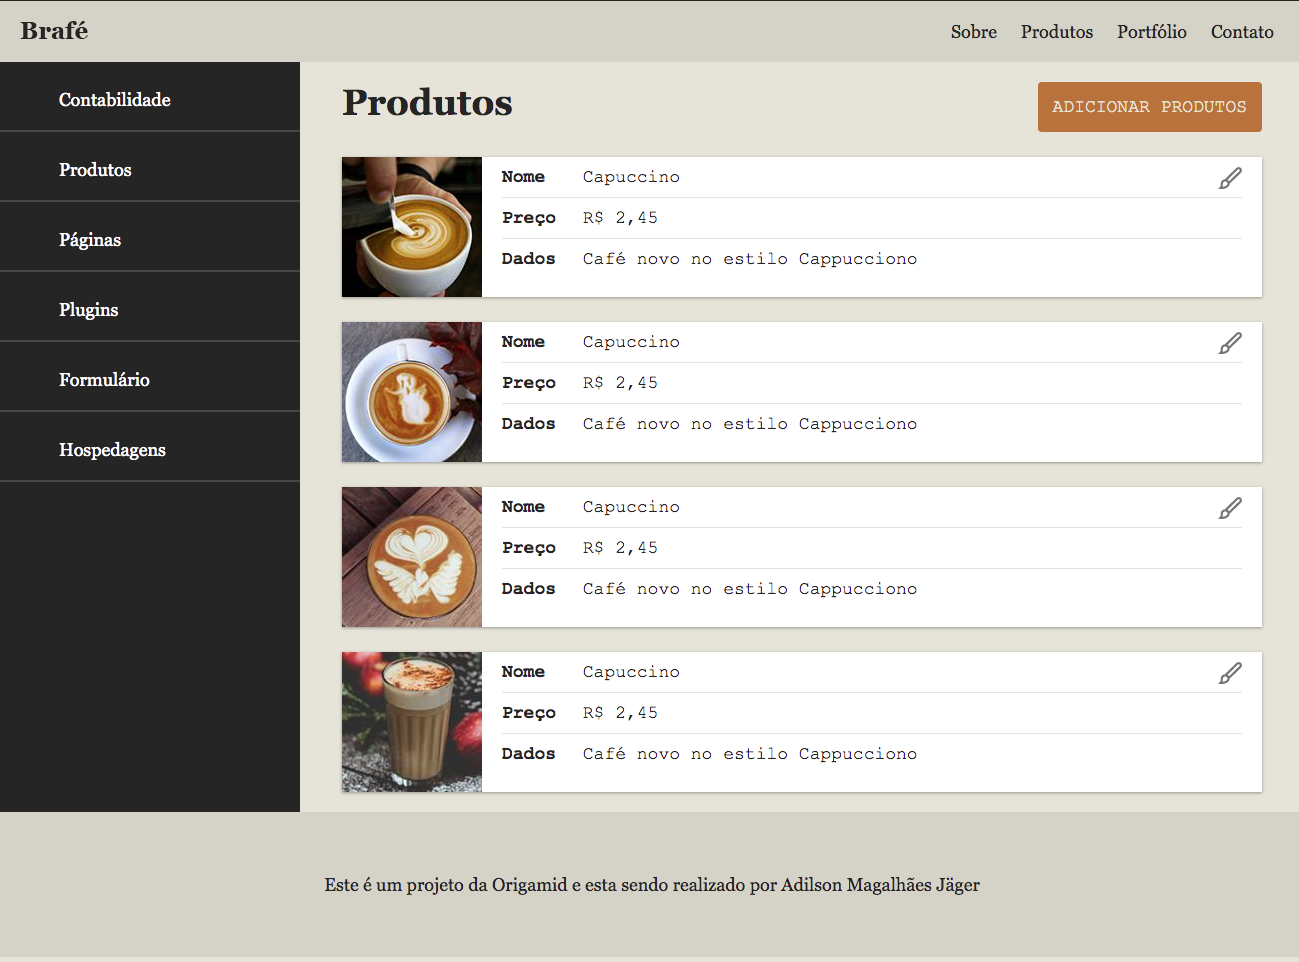 Brafé
Sobre Produtos Portfólio Contato
Contabilidade
Produtos
Páginas
Plugins
Formulário
Hospedagens
Produtos
ADICIONAR PRODUTOS
Nome Capuccino
Preço R$ 2,45
Dados Café novo no estilo Cappucciono
Nome Capuccino
Preço R$ 2,45
Dados Café novo no estilo Cappucciono
Nome Capuccino
Preço R$ 2,45
Dados Café novo no estilo Cappucciono
Nome Capuccino
Preço R$ 2,45
Dados Café novo no estilo Cappucciono
Este é um projeto da Origamid e esta sendo realizado por Adilson Magalhães Jäger